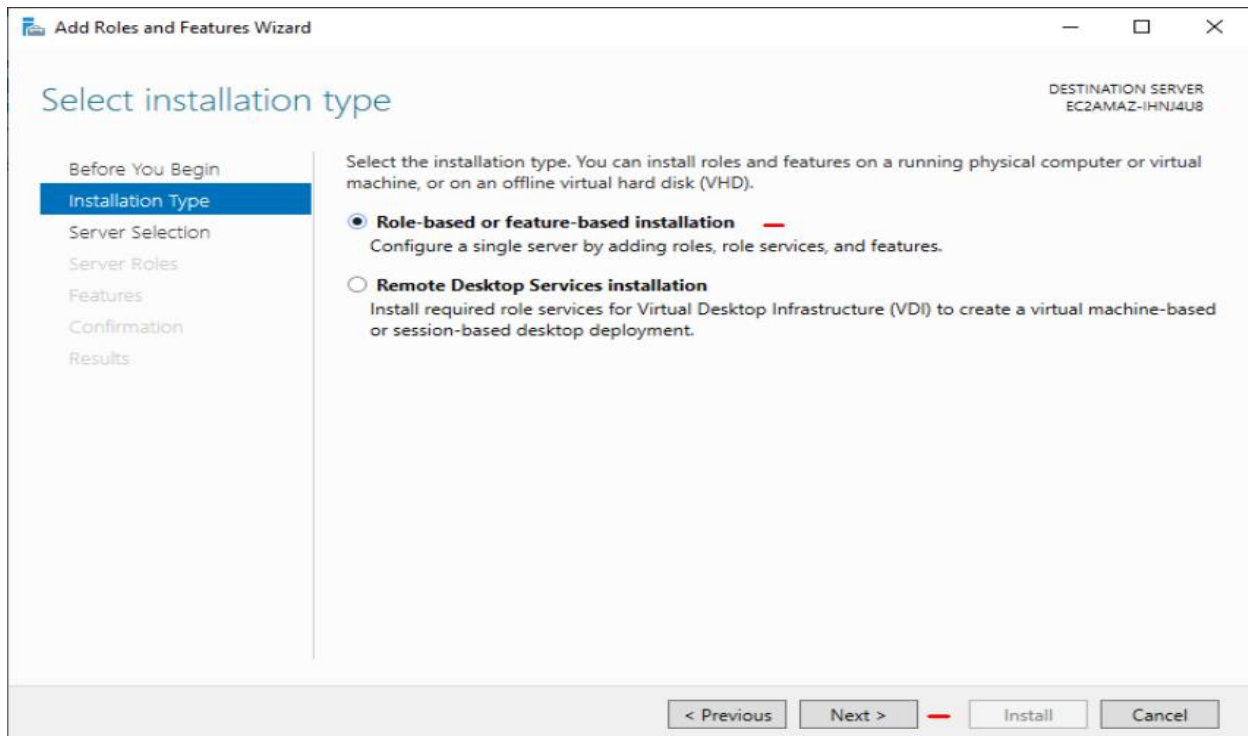 Add Roles and Features Wizard
Select installation type
DESTINATION SERVER
EC2AMAZ-IHNJ4U8
Before You Begin
Installation Type
Server Selection
Server Roles
Features
Confirmation
Results
Select the installation type. You can install roles and features on a running physical computer or virtual
machine, or on an offline virtual hard disk (VHD).
Role-based or feature-based installation
Configure a single server by adding roles, role services, and features.
Remote Desktop Services installation
Install required role services for Virtual Desktop Infrastructure (VDI) to create a virtual machine-based
or session-based desktop deployment.
< Previous Next > Install Cancel